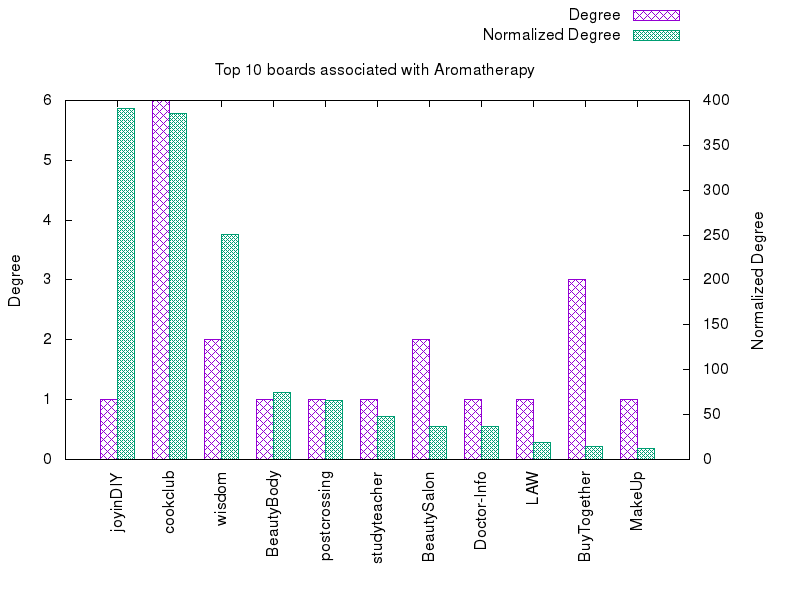 Degree
Normalized Degree
Top 10 boards associated with Aromatherapy
6
5
4
3
2
1
0
400
350
300
250
200
150
100
50
0
Degree
Normalized Degree
joyinDIY
cookclub
wisdom
BeautyBody
postcrossing
studyteacher
BeautySalon
Doctor-Info
LAW
BuyTogether
MakeUp